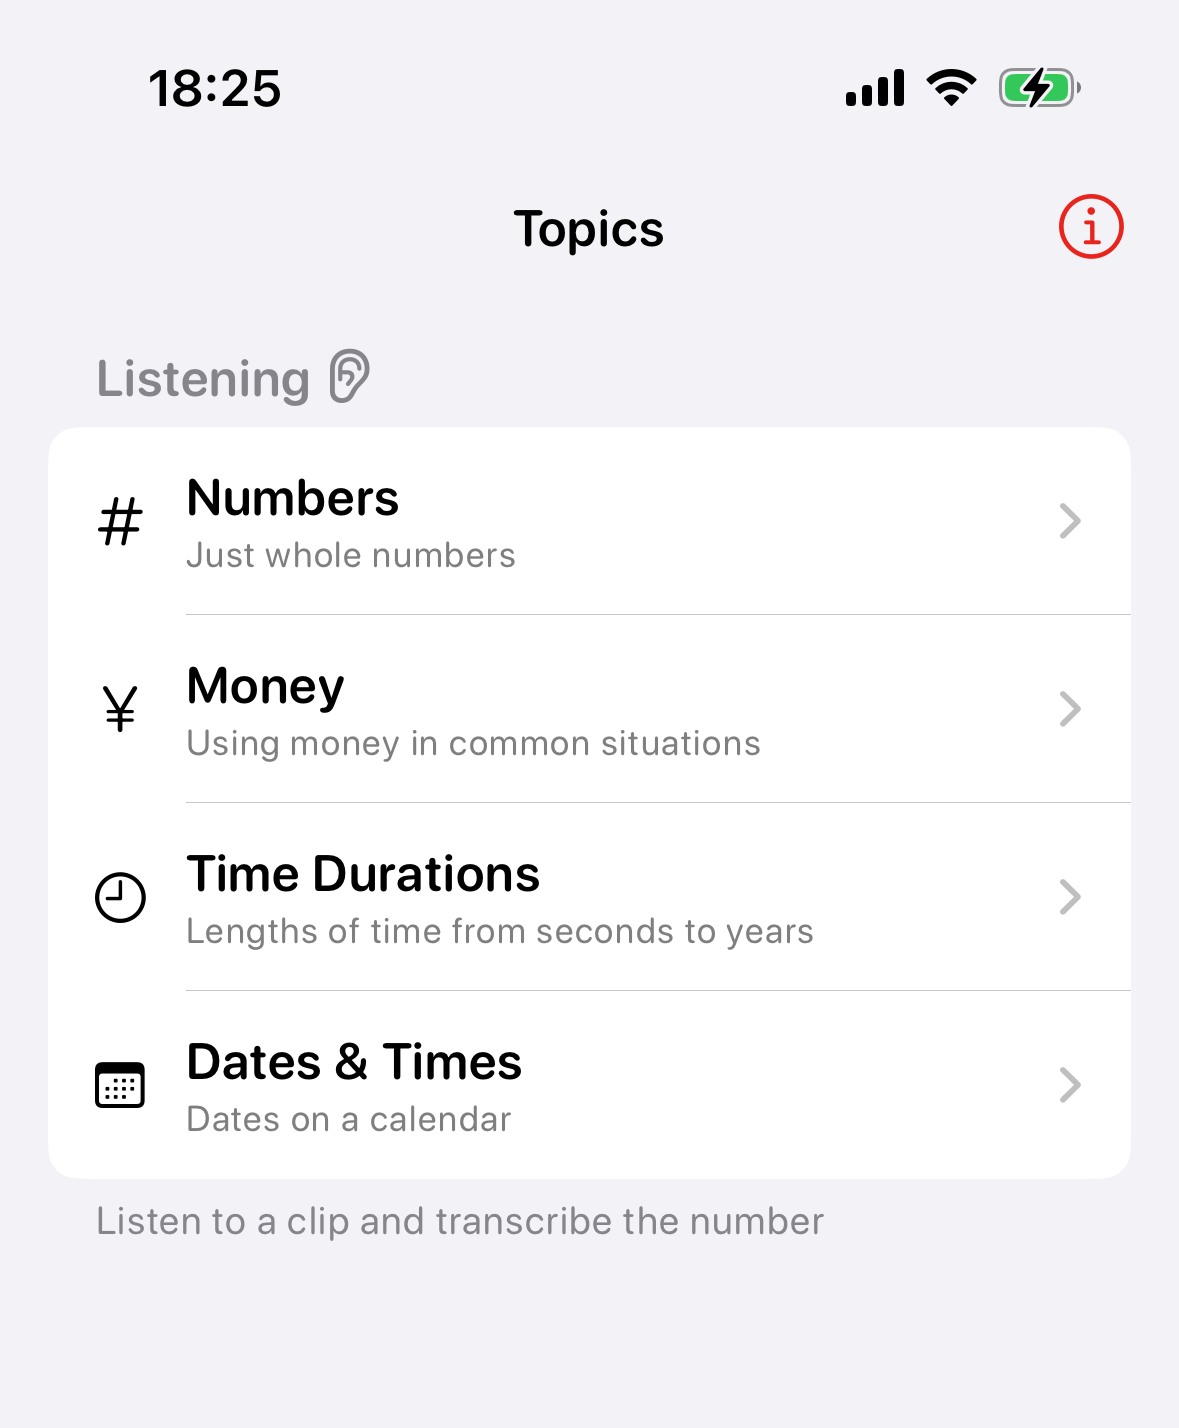 18:25
Topics
Listening
Numbers
Just whole numbers
¥
Money
Using money in common situations
Time Durations
Lengths of time from seconds to years
Dates & Times
Dates on a calendar
Listen to a clip and transcribe the number